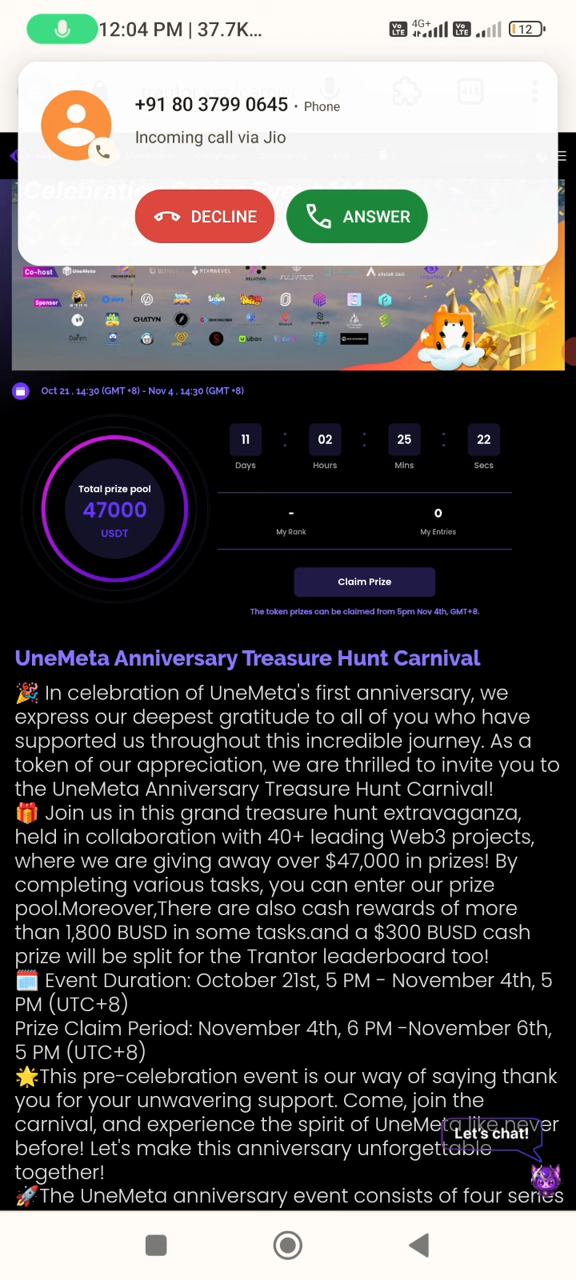 12:04 PM | 37.7K...
Vo LTE 4G+ Vo LTE 12
+91 80 3799 0645 • Phone
Incoming call via Jio
DECLINE ANSWER
Co-host UneMeta MIXMARVEL
Sponsor
CHATYN
ubox
Oct 21 , 14:30 (GMT +8) - Nov 4 , 14:30 (GMT +8)
11 : 02 : 25 : 22
Days Hours Mins Secs
Total prize pool
47000
USDT
- 0
My Rank My Entries
Claim Prize
The token prizes can be claimed from 5pm Nov 4th, GMT+8.
UneMeta Anniversary Treasure Hunt Carnival
🎉 In celebration of UneMeta's first anniversary, we
express our deepest gratitude to all of you who have
supported us throughout this incredible journey. As a
token of our appreciation, we are thrilled to invite you to
the UneMeta Anniversary Treasure Hunt Carnival!
🎁 Join us in this grand treasure hunt extravaganza,
held in collaboration with 40+ leading Web3 projects,
where we are giving away over $47,000 in prizes! By
completing various tasks, you can enter our prize
pool.Moreover,There are also cash rewards of more
than 1,800 BUSD in some tasks.and a $300 BUSD cash
prize will be split for the Trantor leaderboard too!
🗓️ Event Duration: October 21st, 5 PM - November 4th, 5
PM (UTC+8)
Prize Claim Period: November 4th, 6 PM -November 6th,
5 PM (UTC+8)
🌟This pre-celebration event is our way of saying thank
you for your unwavering support. Come, join the
carnival, and experience the spirit of UneMeta like never
before! Let's make this anniversary unforgettable
together!
Let's chat!
🚀The UneMeta anniversary event consists of four series